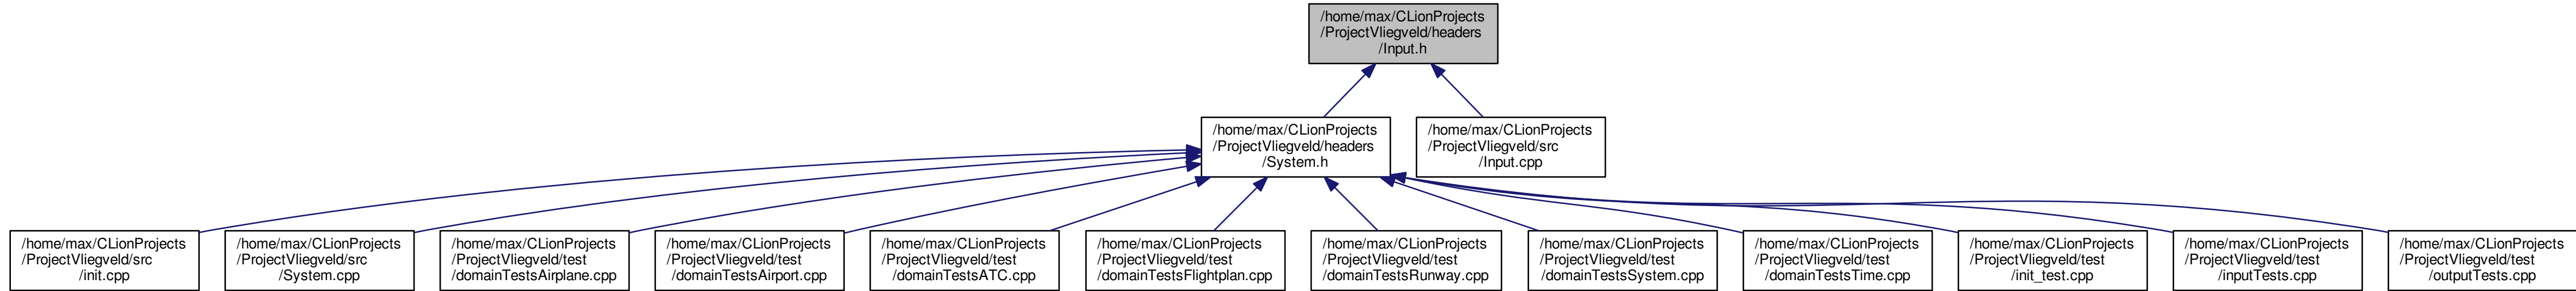 /home/max/CLionProjects
/ProjectVliegveld/headers
/Input.h
/home/max/CLionProjects
/ProjectVliegveld/headers
/System.h
/home/max/CLionProjects
/ProjectVliegveld/src
/Input.cpp
/home/max/CLionProjects
/ProjectVliegveld/src
/init.cpp
/home/max/CLionProjects
/ProjectVliegveld/src
/System.cpp
/home/max/CLionProjects
/ProjectVliegveld/test
/domainTestsAirplane.cpp
/home/max/CLionProjects
/ProjectVliegveld/test
/domainTestsAirport.cpp
/home/max/CLionProjects
/ProjectVliegveld/test
/domainTestsATC.cpp
/home/max/CLionProjects
/ProjectVliegveld/test
/domainTestsFlightplan.cpp
/home/max/CLionProjects
/ProjectVliegveld/test
/domainTestsRunway.cpp
/home/max/CLionProjects
/ProjectVliegveld/test
/domainTestsSystem.cpp
/home/max/CLionProjects
/ProjectVliegveld/test
/domainTestsTime.cpp
/home/max/CLionProjects
/ProjectVliegveld/test
/init_test.cpp
/home/max/CLionProjects
/ProjectVliegveld/test
/inputTests.cpp
/home/max/CLionProjects
/ProjectVliegveld/test
/outputTests.cpp